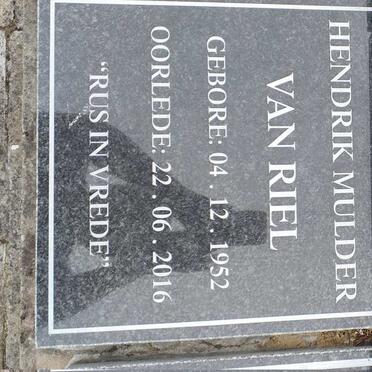 HENDRIK MULDER
VAN RIEL
GEBORE: 04 . 12 . 1952
OORLEDE: 22 . 06 . 2016
“RUS IN VREDE”